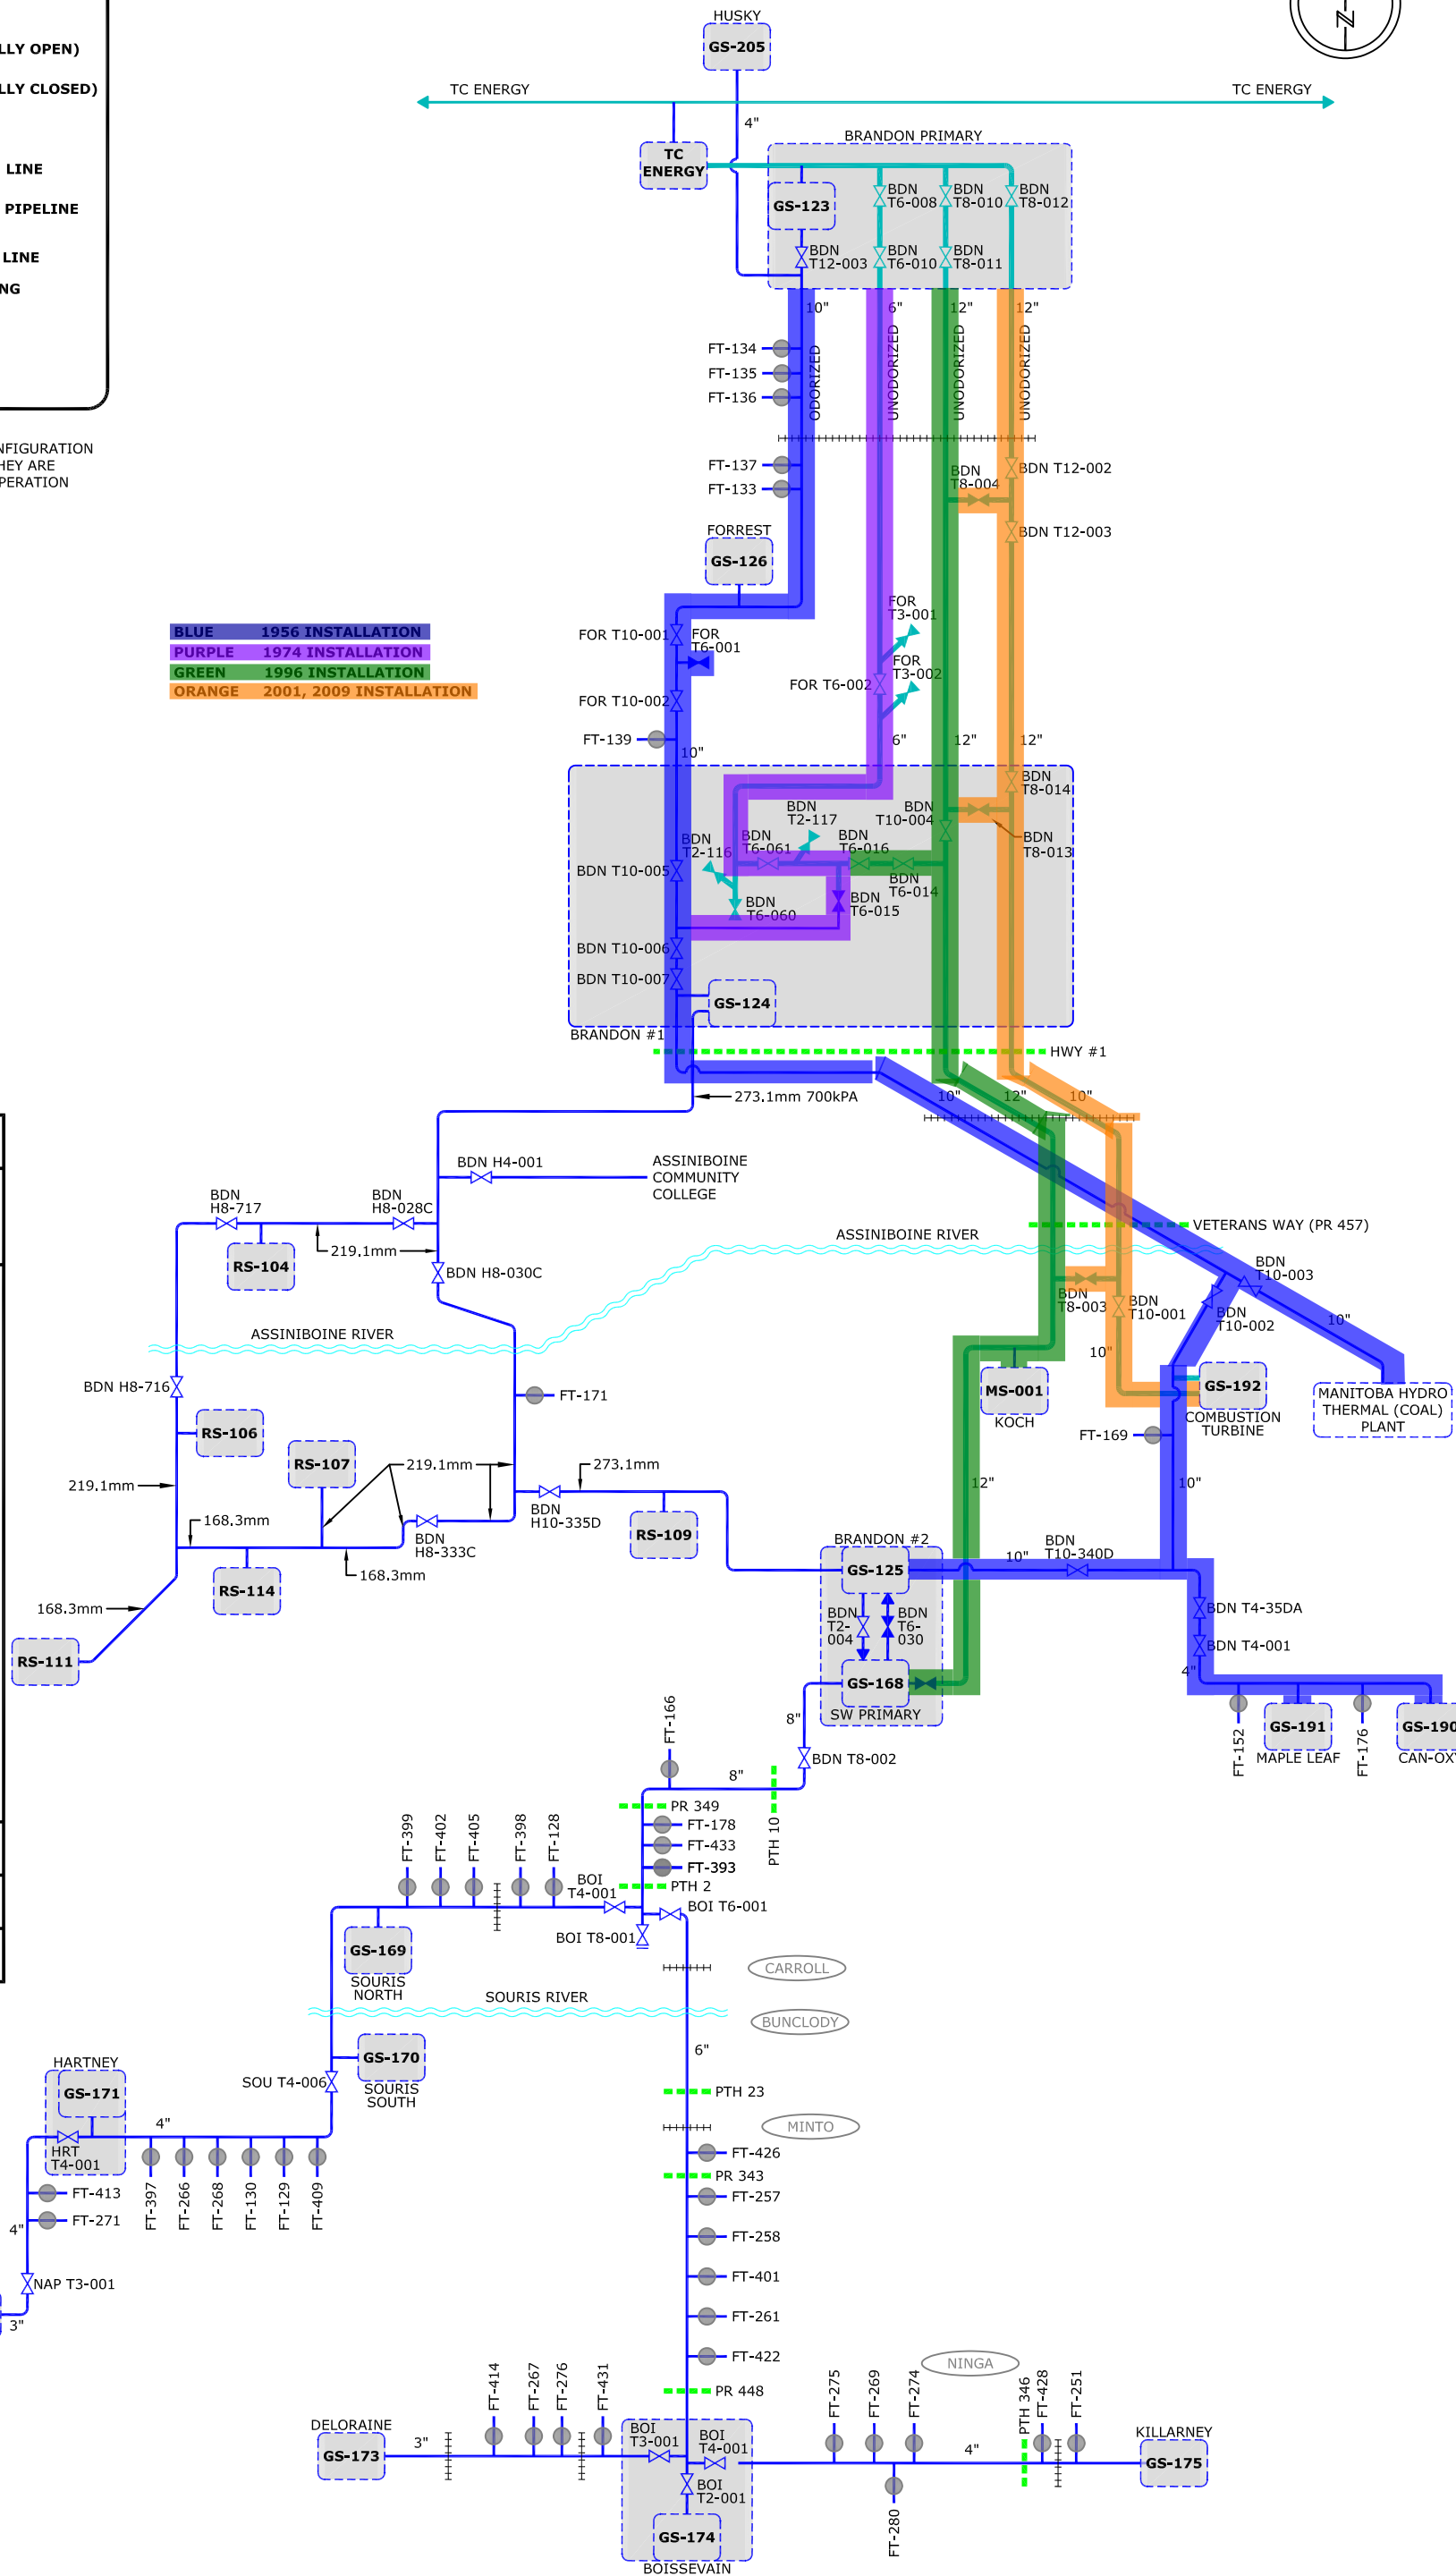 HUSKY
GS-205
N
LLY OPEN)
LLY CLOSED)
LINE
PIPELINE
LINE
NG
TC ENERGY
TC ENERGY
4"
BRANDON PRIMARY
TC
ENERGY
GS-123
BDN
T6-008
BDN
T8-010
BDN
T8-012
BDN
T12-003
BDN
T6-010
BDN
T8-011
10"
6"
12"
12"
ODORIZED
UNODORIZED
UNODORIZED
UNODORIZED
FT-134
FT-135
FT-136
NFIGURATION
HEY ARE
PERATION
FT-137
FT-133
BDN T12-002
BDN
T8-004
BDN T12-003
FORREST
GS-126
BLUE 1956 INSTALLATION
PURPLE 1974 INSTALLATION
GREEN 1996 INSTALLATION
ORANGE 2001, 2009 INSTALLATION
FOR T10-001
FOR
T6-001
FOR
T3-001
FOR
T3-002
FOR T6-002
FOR T10-002
FT-139
10"
6"
12"
12"
BDN
T8-014
BDN
T2-117
BDN
T10-004
BDN
T2-116
BDN
T6-061
BDN
T6-016
BDN
T8-013
BDN T10-005
BDN
T6-014
BDN
T6-060
BDN
T6-015
BDN T10-006
BDN T10-007
GS-124
BRANDON #1
HWY #1
273.1mm 700kPA
10"
12"
10"
BDN H4-001
ASSINIBOINE
COMMUNITY
COLLEGE
BDN
H8-717
BDN
H8-028C
219.1mm
RS-104
BDN H8-030C
VETERANS WAY (PR 457)
ASSINIBOINE RIVER
BDN
T10-003
BDN
T8-003
BDN
T10-001
BDN
T10-002
10"
ASSINIBOINE RIVER
10"
BDN H8-716
FT-171
MS-001
KOCH
GS-192
COMBUSTION
TURBINE
MANITOBA HYDRO
THERMAL (COAL)
PLANT
RS-106
FT-169
RS-107
219.1mm
273.1mm
219.1mm
12"
10"
168.3mm
BDN
H8-333C
BDN
H10-335D
RS-109
BRANDON #2
BDN
T10-340D
10"
GS-125
RS-114
168.3mm
168.3mm
BDN
T2-
004
BDN
T6-
030
BDN T4-35DA
BDN T4-001
RS-111
4"
GS-168
SW PRIMARY
FT-166
8"
FT-152
GS-191
MAPLE LEAF
FT-176
GS-190
CAN-OXY
BDN T8-002
8"
PTH 10
PR 349
FT-178
FT-433
FT-393
PTH 2
FT-399
FT-402
FT-405
FT-398
FT-128
BOI
T4-001
BOI T6-001
BOI T8-001
GS-169
SOURIS
NORTH
CARROLL
SOURIS RIVER
BUNCLODY
6"
GS-170
SOURIS
SOUTH
SOU T4-006
HARTNEY
GS-171
PTH 23
MINTO
4"
HRT
T4-001
FT-397
FT-266
FT-268
FT-130
FT-129
FT-409
FT-413
FT-271
4"
NAP T3-001
3"
FT-426
PR 343
FT-257
FT-258
FT-401
FT-261
FT-422
PR 448
NINGA
FT-414
FT-267
FT-276
FT-431
FT-275
FT-269
FT-274
PTH 346
FT-428
FT-251
DELORAINE
GS-173
3"
BOI
T3-001
BOI
T4-001
4"
KILLARNEY
GS-175
BOI
T2-001
FT-280
GS-174
BOISSEVAIN